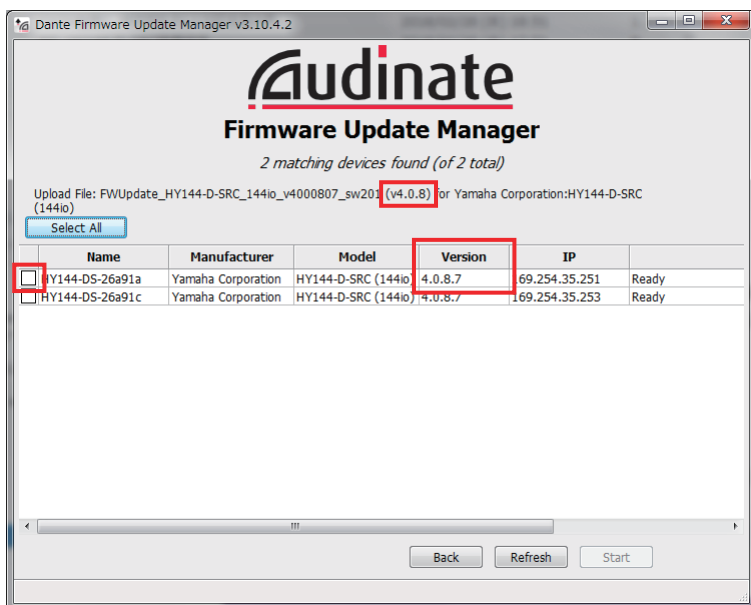 Dante Firmware Update Manager v3.10.4.2
Audinate
Firmware Update Manager
2 matching devices found (of 2 total)
Upload File: FWUpdate_HY144-D-SRC_144io_v4000807_sw201 (v4.0.8) for Yamaha Corporation:HY144-D-SRC
(144io)
Select All
Name Manufacturer Model Version IP
HY144-DS-26a91a Yamaha Corporation HY144-D-SRC (144io) 4.0.8.7 169.254.35.251 Ready
HY144-DS-26a91c Yamaha Corporation HY144-D-SRC (144io) 4.0.8.7 169.254.35.253 Ready
Back Refresh Start